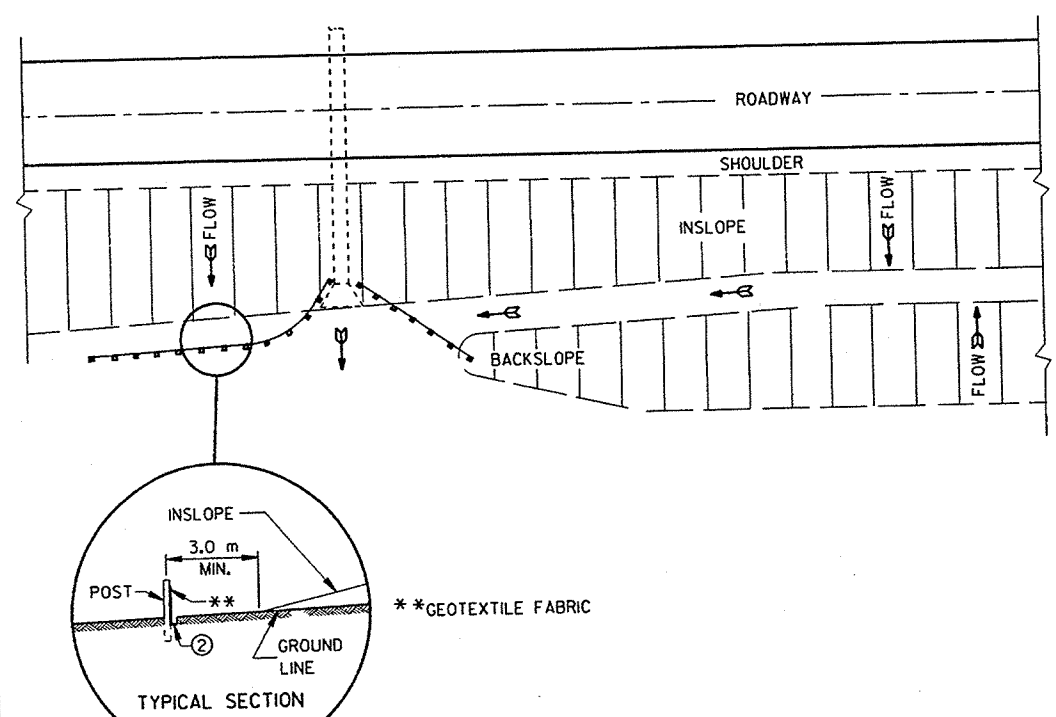 ROADWAY
SHOULDER
FLOW
INSLOPE
FLOW
BACKSLOPE
FLOW
INSLOPE
3.0 m
MIN.
POST
**
**GEOTEXTILE FABRIC
2
GROUND
LINE
TYPICAL SECTION